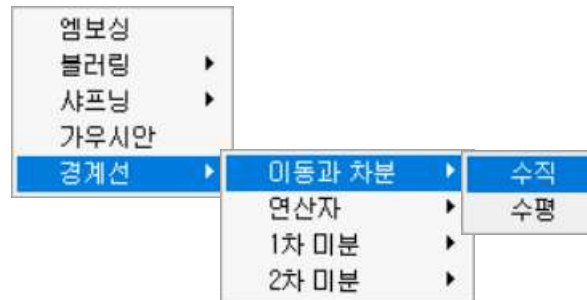 엠보싱
블러링
샤프닝
가우시안
경계선
이동과 차분
연산자
1차 미분
2차 미분
수직
수평